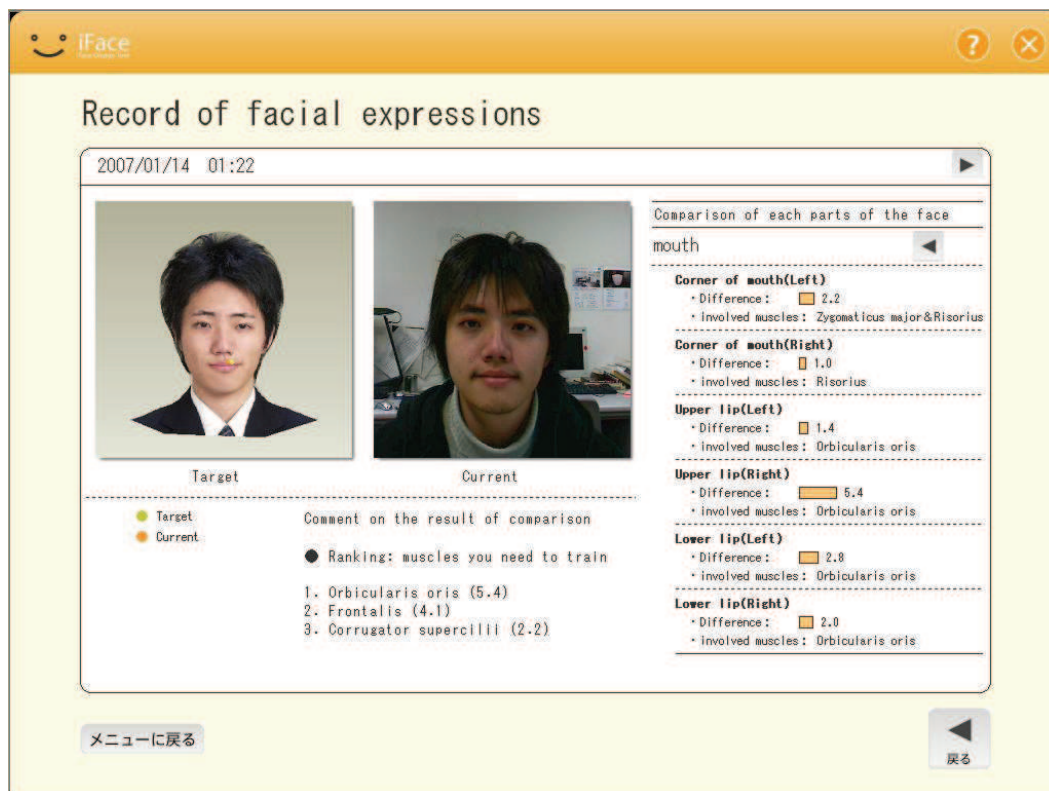 iFace
?
Record of facial expressions
2007/01/14 01:22
Target
Current
Target
Current
Comment on the result of comparison
● Ranking: muscles you need to train
1. Orbicularis oris (5.4)
2. Frontalis (4.1)
3. Corrugator supercilii (2.2)
Comparison of each parts of the face
mouth
Corner of mouth(Left)
・Difference: 2.2
・involved muscles: Zygomaticus major&Risorius
Corner of mouth(Right)
・Difference: 1.0
・involved muscles: Risorius
Upper lip(Left)
・Difference: 1.4
・involved muscles: Orbicularis oris
Upper lip(Right)
・Difference: 5.4
・involved muscles: Orbicularis oris
Lower lip(Left)
・Difference: 2.8
・involved muscles: Orbicularis oris
Lower lip(Right)
・Difference: 2.0
・involved muscles: Orbicularis oris
メニューに戻る
戻る